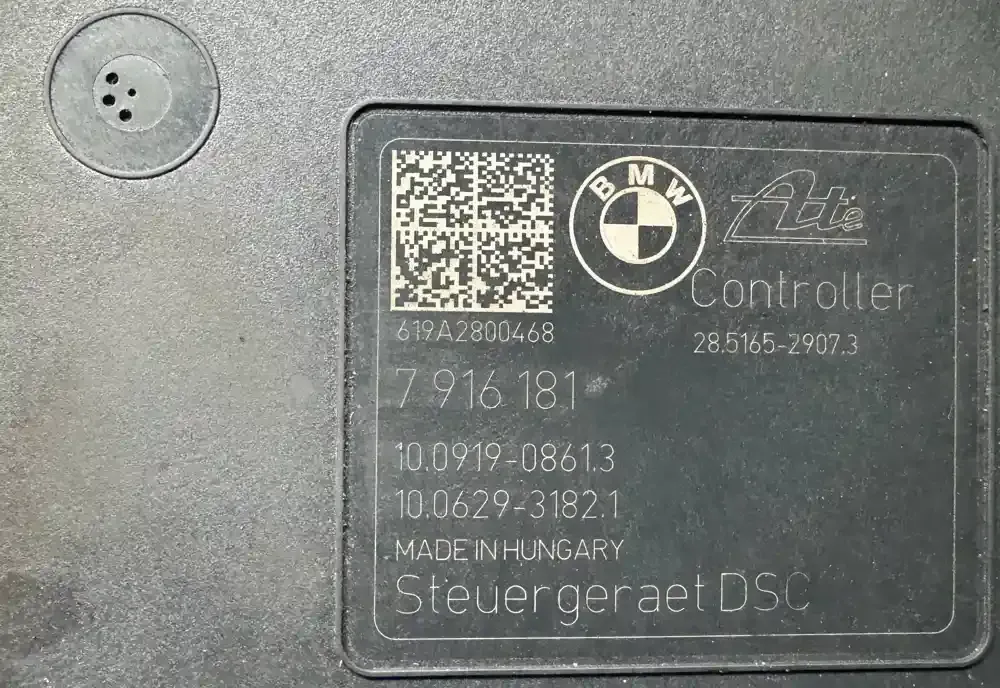 BMW
Ate
Controller
28.5165-2907.3
619A2800468
7 916 181
10.0919-0861.3
10.0629-3182.1
MADE IN HUNGARY
Steuergeraet DSC